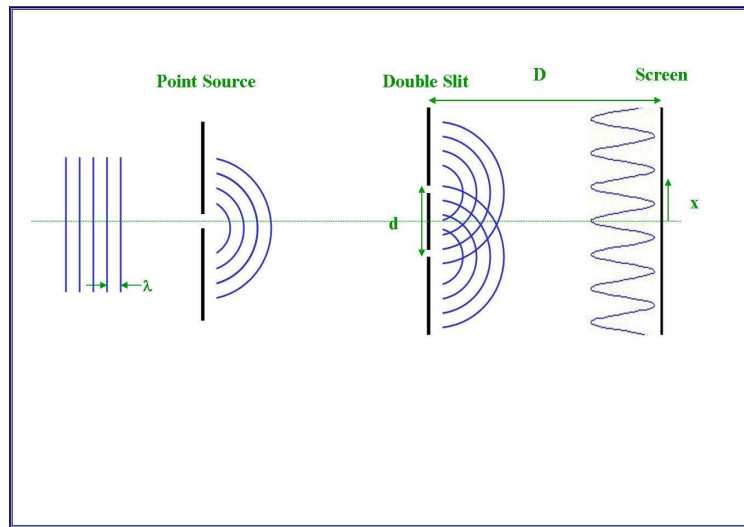 Point Source
Double Slit
D
Screen
d
x
λ